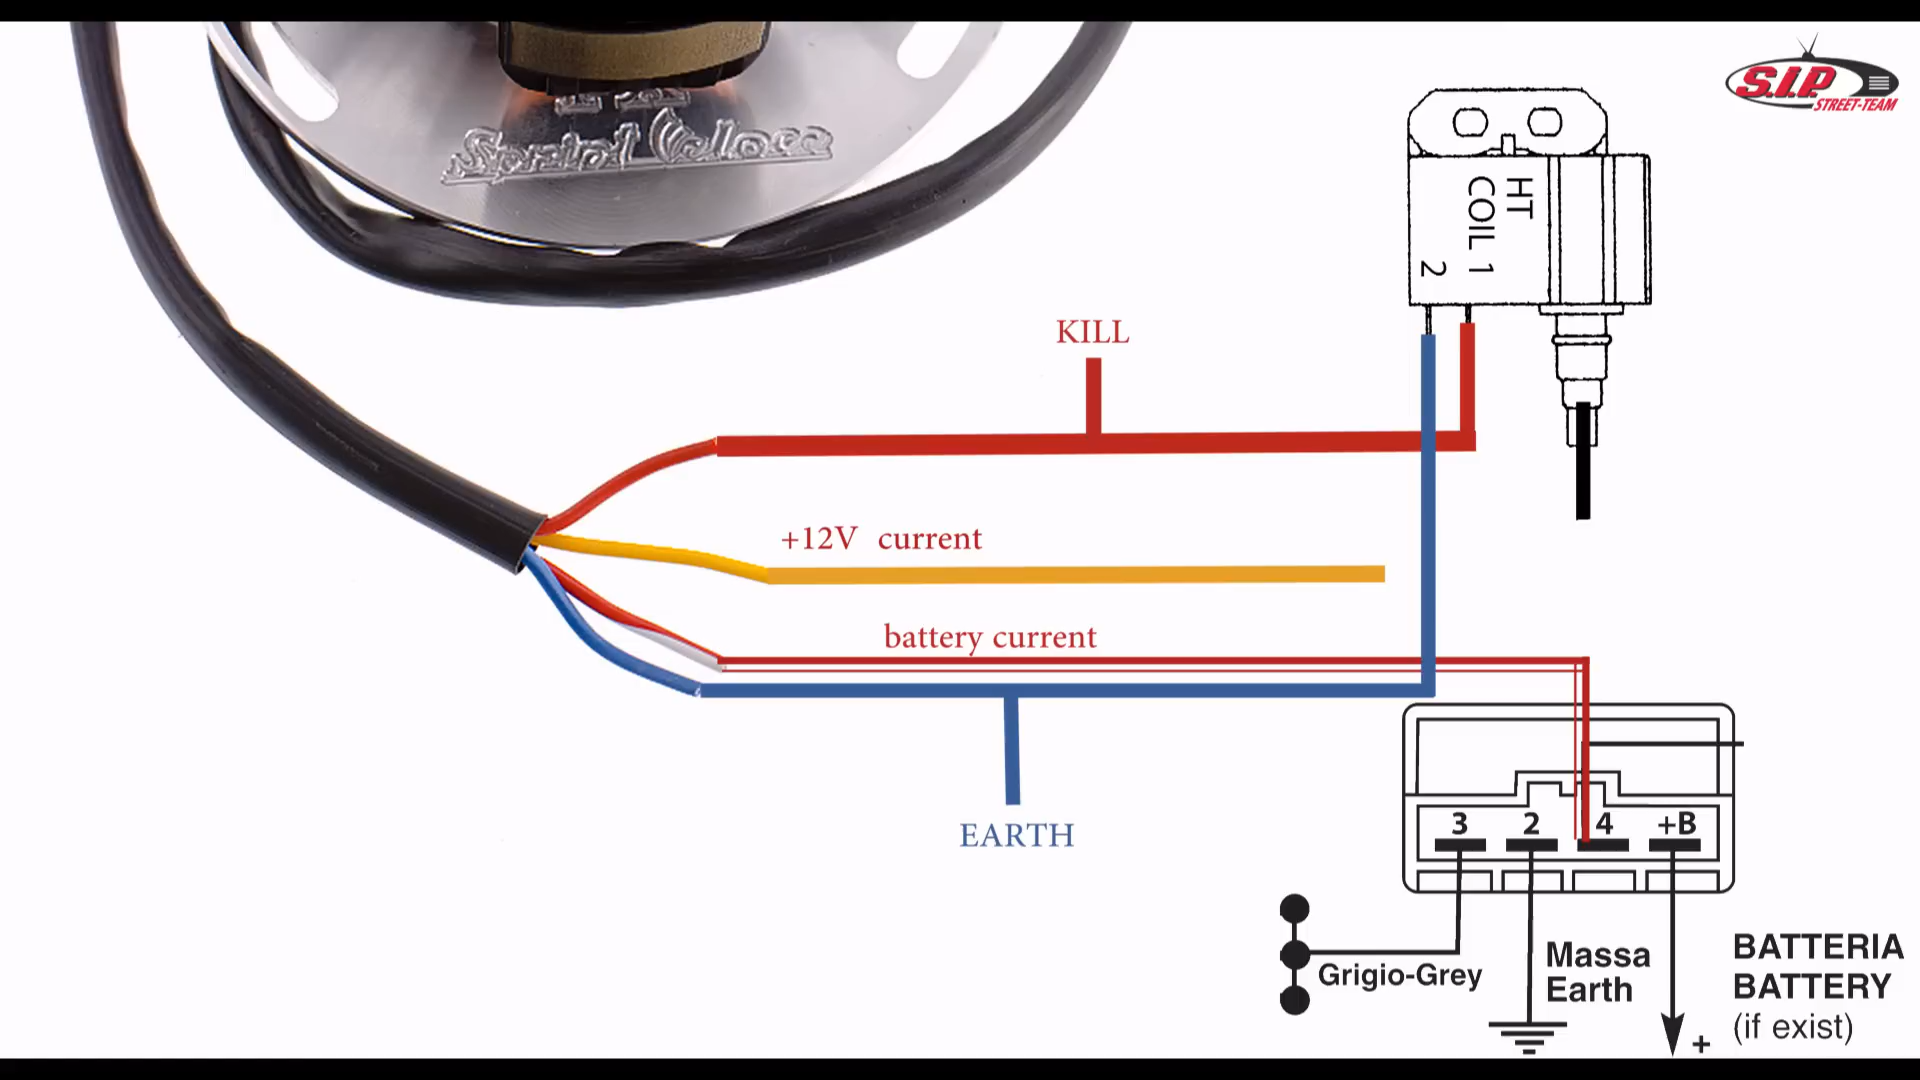 S.I.P.
STREET-TEAM
Sprint Veloce
HT
COIL 1
2
KILL
+12V current
battery current
EARTH
3 2 4 +B
Grigio-Grey
Massa
Earth
BATTERIA
BATTERY
(if exist)
+